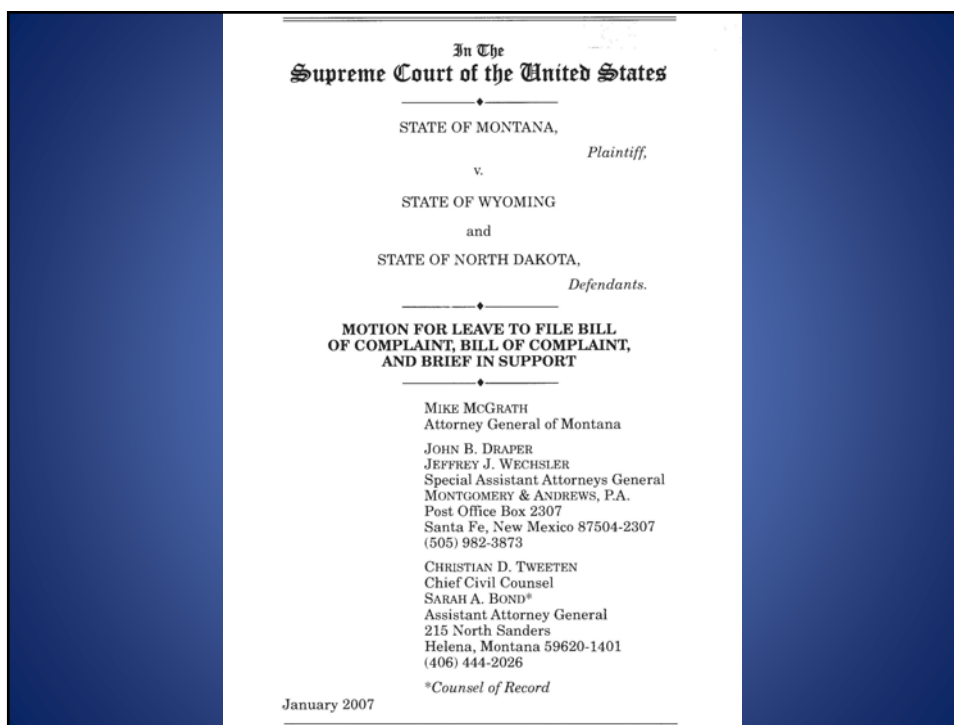 In The
Supreme Court of the United States
STATE OF MONTANA,
Plaintiff,
v.
STATE OF WYOMING
and
STATE OF NORTH DAKOTA,
Defendants.
MOTION FOR LEAVE TO FILE BILL
OF COMPLAINT, BILL OF COMPLAINT,
AND BRIEF IN SUPPORT
MIKE MCGRATH
Attorney General of Montana
JOHN B. DRAPER
JEFFREY J. WECHSLER
Special Assistant Attorneys General
MONTGOMERY & ANDREWS, P.A.
Post Office Box 2307
Santa Fe, New Mexico 87504-2307
(505) 982-3873
CHRISTIAN D. TWEETEN
Chief Civil Counsel
SARAH A. BOND*
Assistant Attorney General
215 North Sanders
Helena, Montana 59620-1401
(406) 444-2026
*Counsel of Record
January 2007